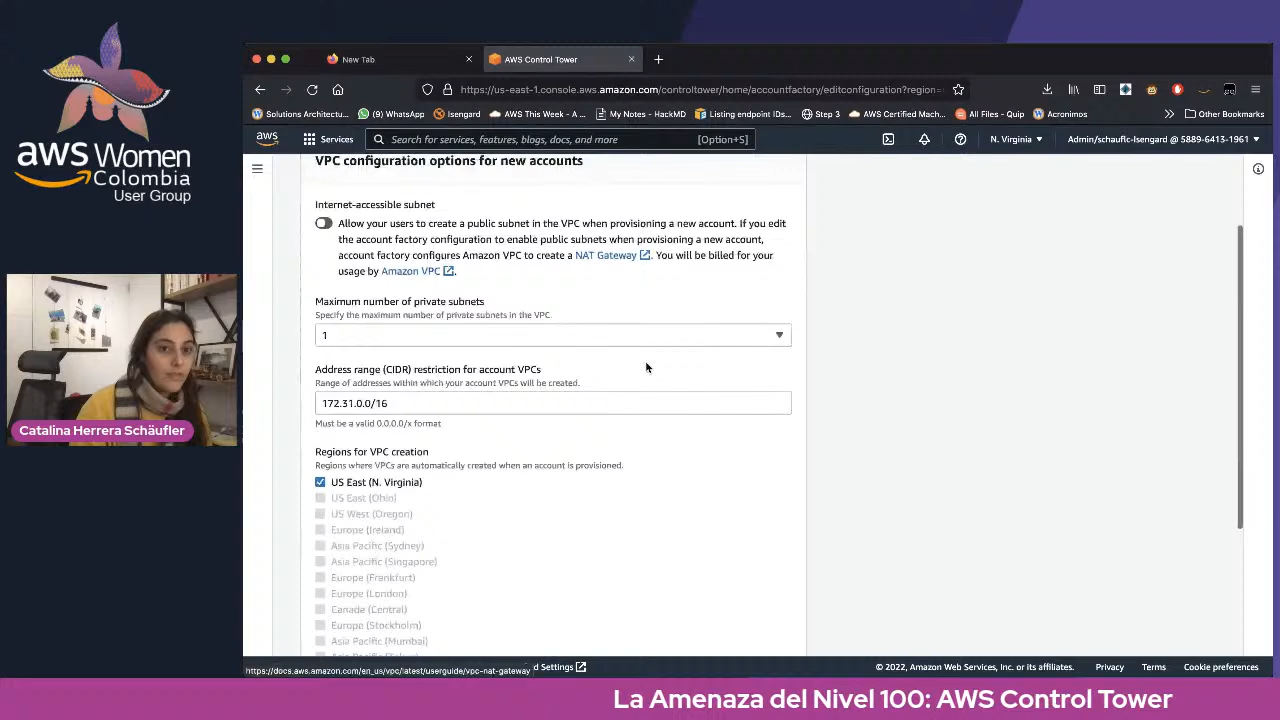 aws Women
Colombia
User Group
Catalina Herrera Schäufler
New Tab
AWS Control Tower
https://us-east-1.console.aws.amazon.com/controltower/home/accountfactory/editconfiguration?region=
Solutions Architectu...
(9) WhatsApp
Isengard
AWS This Week - A ...
My Notes - HackMD
Listing endpoint IDs...
Step 3
AWS Certified Mach...
All Files - Quip
Acronimos
Other Bookmarks
aws
Services
Search for services, features, blogs, docs, and more
[Option+S]
N. Virginia
Admin/schauflc-Isengard @ 5889-6413-1961
VPC configuration options for new accounts
Internet-accessible subnet
Allow your users to create a public subnet in the VPC when provisioning a new account. If you edit
the account factory configuration to enable public subnets when provisioning a new account,
account factory configures Amazon VPC to create a NAT Gateway. You will be billed for your
usage by Amazon VPC.
Maximum number of private subnets
Specify the maximum number of private subnets in the VPC.
1
Address range (CIDR) restriction for account VPCs
Range of addresses within which your account VPCs will be created.
172.31.0.0/16
Must be a valid 0.0.0.0/x format
Regions for VPC creation
Regions where VPCs are automatically created when an account is provisioned.
US East (N. Virginia)
US East (Ohio)
US West (Oregon)
Europe (Ireland)
Asia Pacific (Sydney)
Asia Pacific (Singapore)
Europe (Frankfurt)
Europe (London)
Canada (Central)
Europe (Stockholm)
Asia Pacific (Mumbai)
https://docs.aws.amazon.com/en_us/vpc/latest/userguide/vpc-nat-gateway
d Settings
© 2022, Amazon Web Services, Inc. or its affiliates.
Privacy
Terms
Cookie preferences
La Amenaza del Nivel 100: AWS Control Tower